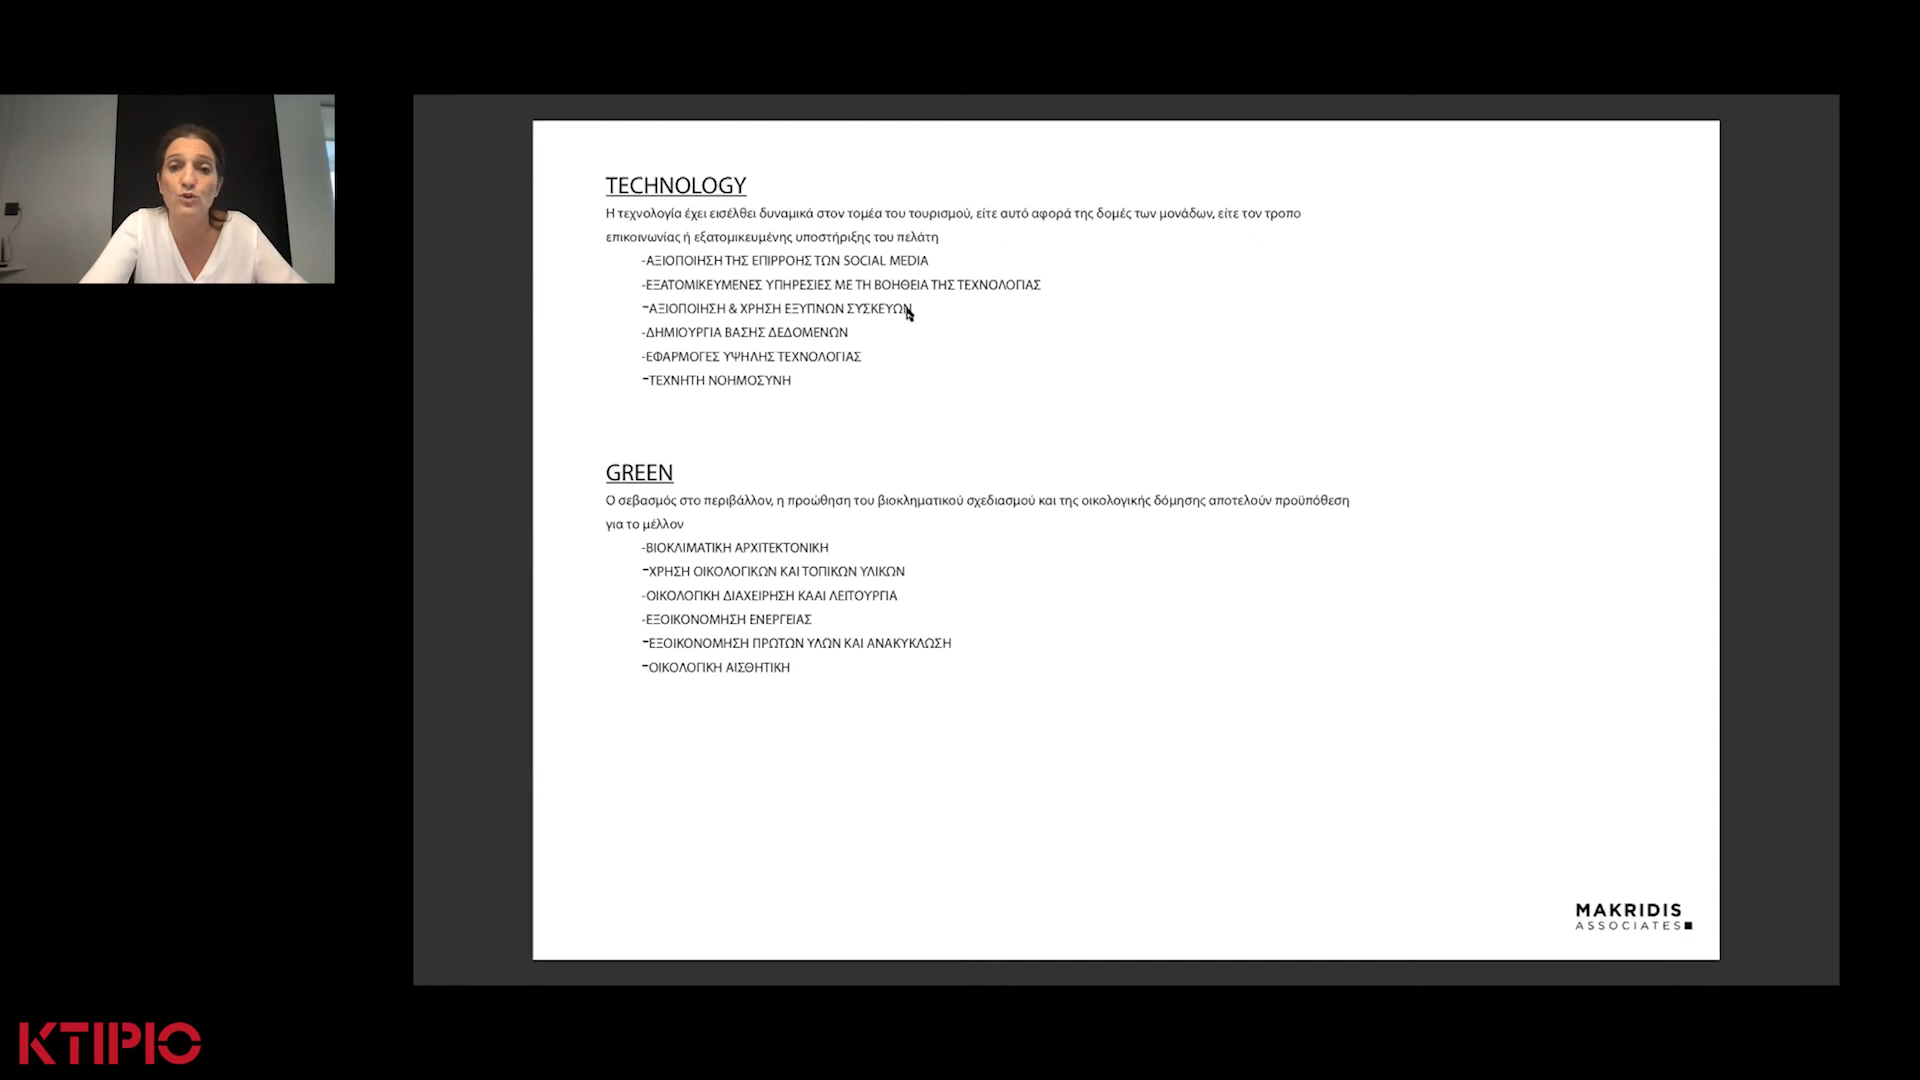 TECHNOLOGY
Η τεχνολογία έχει εισέλθει δυναμικά στον τομέα του τουρισμού, είτε αυτό αφορά της δομές των μονάδων, είτε τον τροπο
επικοινωνίας ή εξατομικευμένης υποστήριξης του πελάτη
-ΑΞΙΟΠΟΙΗΣΗ ΤΗΣ ΕΠΙΡΡΟΗΣ ΤΩΝ SOCIAL MEDIA
-ΕΞΑΤΟΜΙΚΕΥΜΕΝΕΣ ΥΠΗΡΕΣΙΕΣ ΜΕ ΤΗ ΒΟΗΘΕΙΑ ΤΗΣ ΤΕΧΝΟΛΟΓΙΑΣ
-ΑΞΙΟΠΟΙΗΣΗ & ΧΡΗΣΗ ΕΞΥΠΝΩΝ ΣΥΣΚΕΥΩΝ
-ΔΗΜΙΟΥΡΓΙΑ ΒΑΣΗΣ ΔΕΔΟΜΕΝΩΝ
-ΕΦΑΡΜΟΓΕΣ ΥΨΗΛΗΣ ΤΕΧΝΟΛΟΓΙΑΣ
-ΤΕΧΝΗΤΗ ΝΟΗΜΟΣΥΝΗ
GREEN
Ο σεβασμός στο περιβάλλον, η προώθηση του βιοκληματικού σχεδιασμού και της οικολογικής δόμησης αποτελούν προϋπόθεση
για το μέλλον
-ΒΙΟΚΛΙΜΑΤΙΚΗ ΑΡΧΙΤΕΚΤΟΝΙΚΗ
-ΧΡΗΣΗ ΟΙΚΟΛΟΓΙΚΩΝ ΚΑΙ ΤΟΠΙΚΩΝ ΥΛΙΚΩΝ
-ΟΙΚΟΛΟΓΙΚΗ ΔΙΑΧΕΙΡΗΣΗ ΚΑΑΙ ΛΕΙΤΟΥΡΓΙΑ
-ΕΞΟΙΚΟΝΟΜΗΣΗ ΕΝΕΡΓΕΙΑΣ
-ΕΞΟΙΚΟΝΟΜΗΣΗ ΠΡΩΤΩΝ ΥΛΩΝ ΚΑΙ ΑΝΑΚΥΚΛΩΣΗ
-ΟΙΚΟΛΟΓΙΚΗ ΑΙΣΘΗΤΙΚΗ
MAKRIDIS
ASSOCIATES
ΚΤΙΡΙΟ